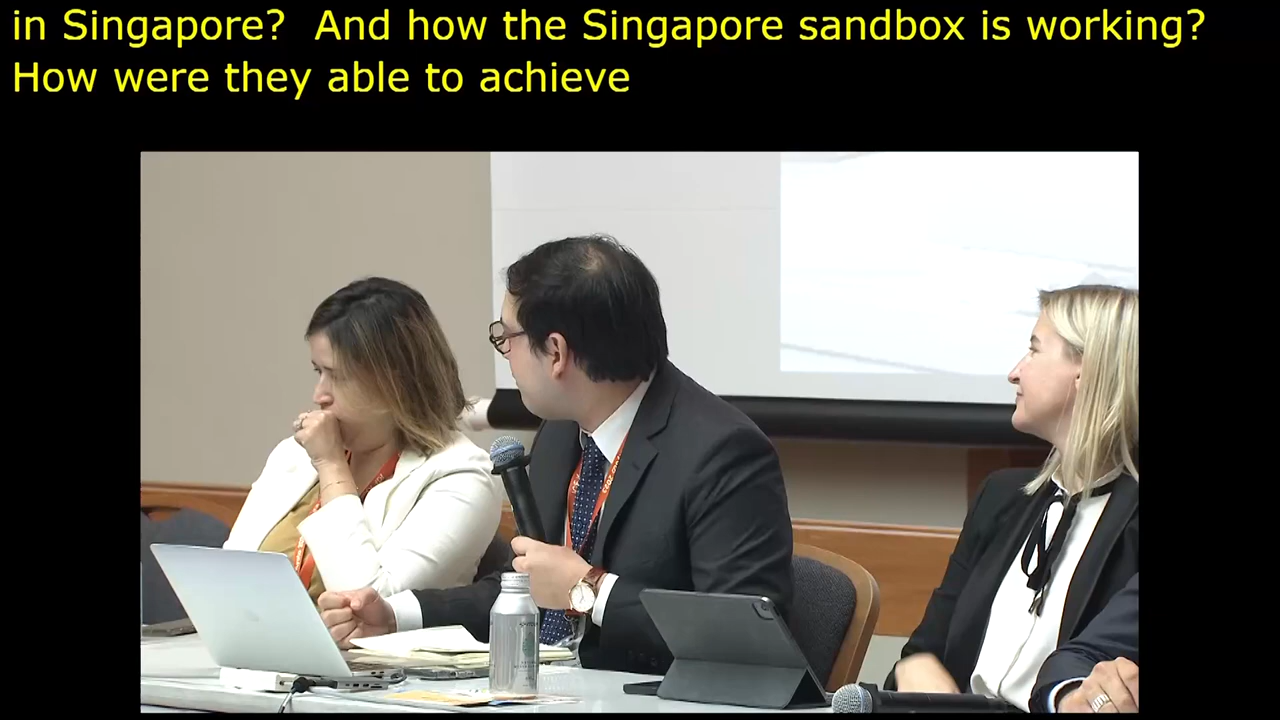 in Singapore?  And how the Singapore sandbox is working?
How were they able to achieve